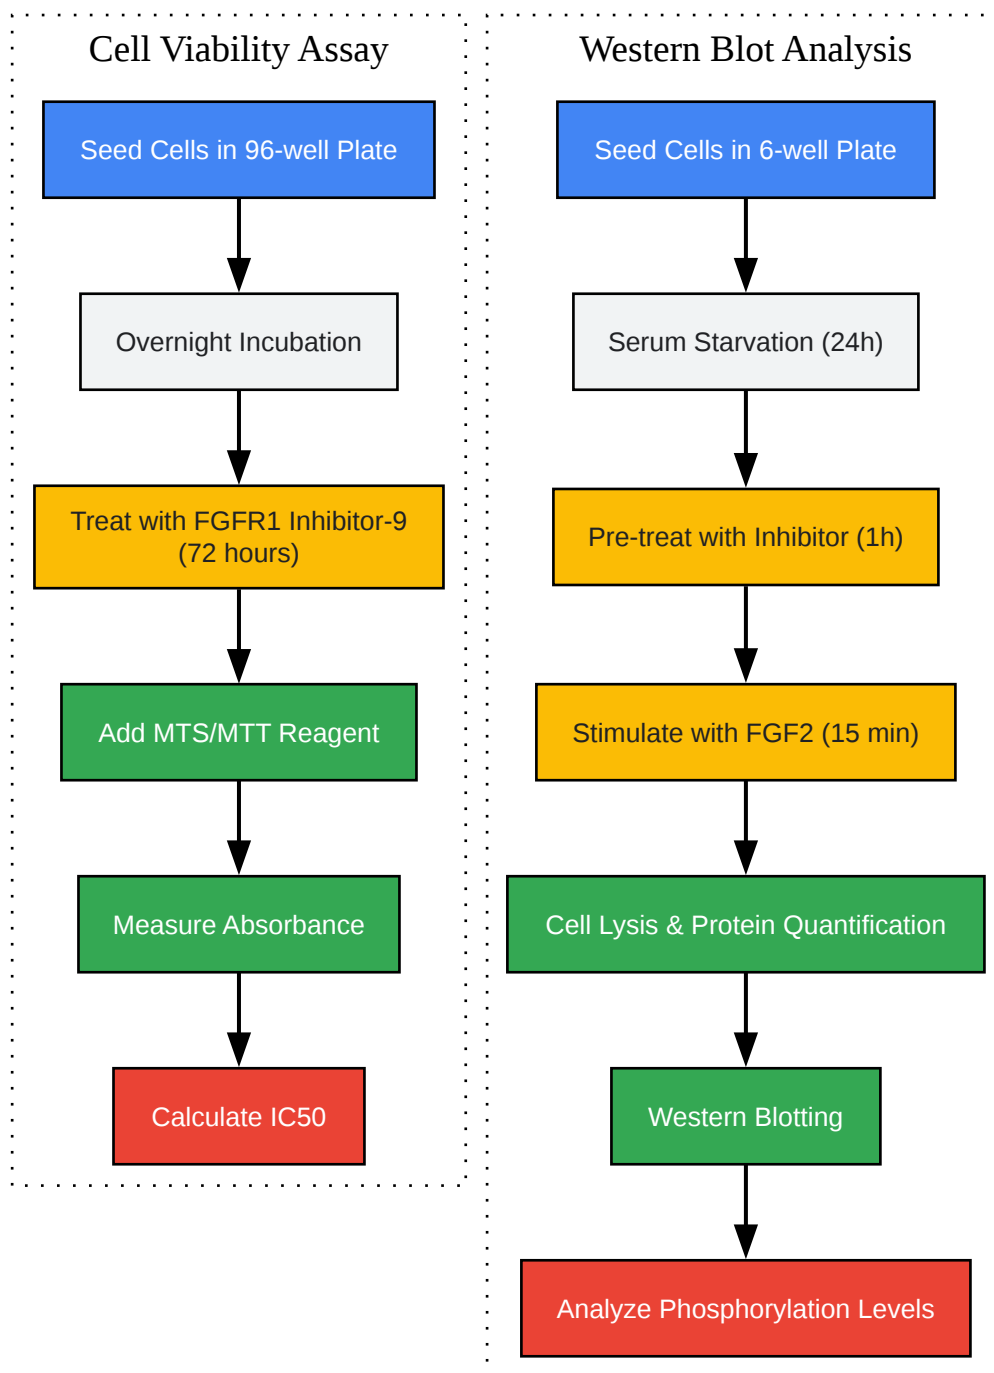 Cell Viability Assay
Seed Cells in 96-well Plate
Overnight Incubation
Treat with FGFR1 Inhibitor-9
(72 hours)
Add MTS/MTT Reagent
Measure Absorbance
Calculate IC50
Western Blot Analysis
Seed Cells in 6-well Plate
Serum Starvation (24h)
Pre-treat with Inhibitor (1h)
Stimulate with FGF2 (15 min)
Cell Lysis & Protein Quantification
Western Blotting
Analyze Phosphorylation Levels